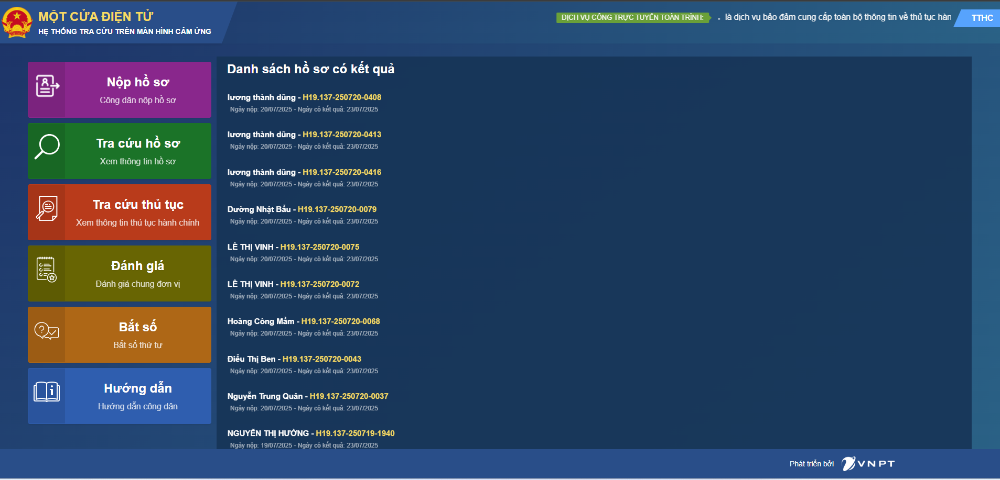 MỘT CỬA ĐIỆN TỬ
HỆ THỐNG TRA CỨU TRÊN MÀN HÌNH CẢM ỨNG
DỊCH VỤ CÔNG TRỰC TUYẾN TOÀN TRÌNH:
là dịch vụ bảo đảm cung cấp toàn bộ thông tin về thủ tục hàn
TTHC
Nộp hồ sơ
Công dân nộp hồ sơ
Tra cứu hồ sơ
Xem thông tin hồ sơ
Tra cứu thủ tục
Xem thông tin thủ tục hành chính
Đánh giá
Đánh giá chung đơn vị
Bắt số
Bắt số thứ tự
Hướng dẫn
Hướng dẫn công dân
Danh sách hồ sơ có kết quả
lương thành dũng - H19.137-250720-0408
Ngày nộp: 20/07/2025 - Ngày có kết quả: 23/07/2025
lương thành dũng - H19.137-250720-0413
Ngày nộp: 20/07/2025 - Ngày có kết quả: 23/07/2025
lương thành dũng - H19.137-250720-0416
Ngày nộp: 20/07/2025 - Ngày có kết quả: 23/07/2025
Dường Nhật Bẩu - H19.137-250720-0079
Ngày nộp: 20/07/2025 - Ngày có kết quả: 23/07/2025
LÊ THỊ VINH - H19.137-250720-0075
Ngày nộp: 20/07/2025 - Ngày có kết quả: 23/07/2025
LÊ THỊ VINH - H19.137-250720-0072
Ngày nộp: 20/07/2025 - Ngày có kết quả: 23/07/2025
Hoàng Công Mầm - H19.137-250720-0068
Ngày nộp: 20/07/2025 - Ngày có kết quả: 23/07/2025
Điểu Thị Ben - H19.137-250720-0043
Ngày nộp: 20/07/2025 - Ngày có kết quả: 23/07/2025
Nguyễn Trung Quân - H19.137-250720-0037
Ngày nộp: 20/07/2025 - Ngày có kết quả: 23/07/2025
NGUYỄN THỊ HƯỜNG - H19.137-250719-1940
Ngày nộp: 19/07/2025 - Ngày có kết quả: 23/07/2025
Phát triển bởi
VNPT